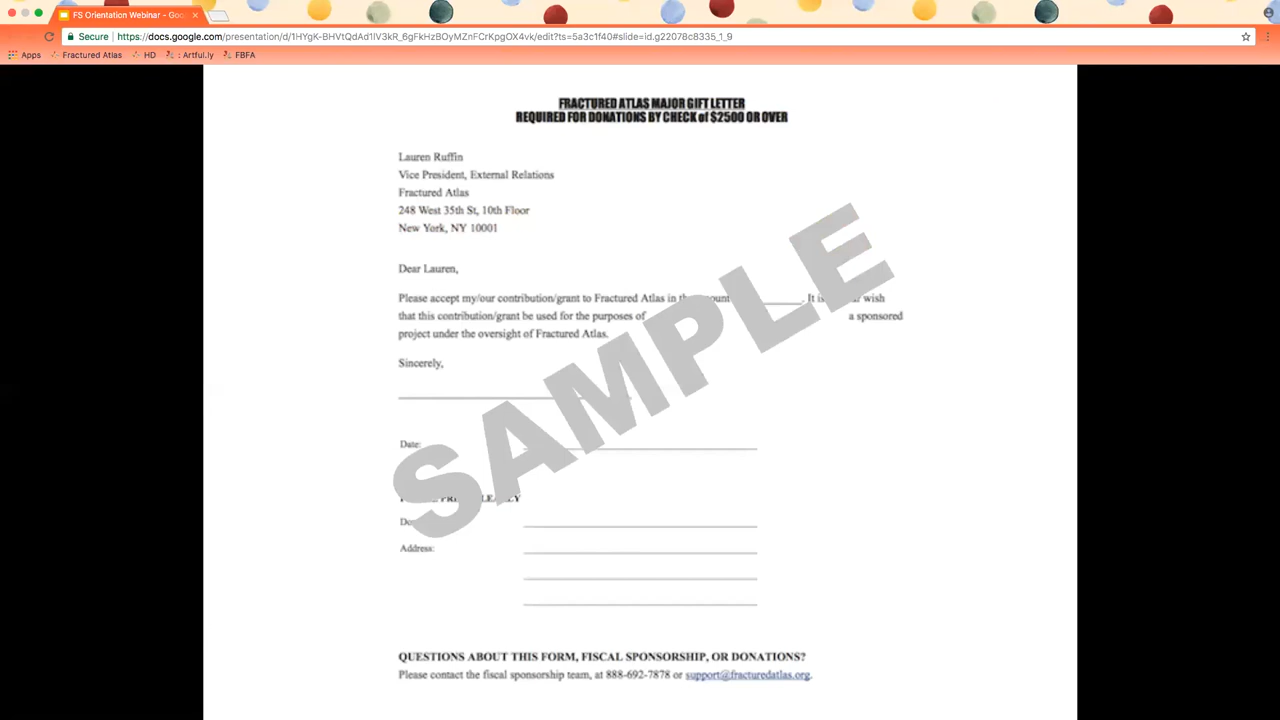 FS Orientation Webinar - Goo
Secure
https://docs.google.com/presentation/d/1HYgK-BHVtQdAd1IV3kR_6gFkHzBOyMZnFCrKpgOX4vk/edit?ts=5a3c1f40#slide=id.g22078c8335_1_9
Apps Fractured Atlas HD : Artful.ly FBFA
FRACTURED ATLAS MAJOR GIFT LETTER
REQUIRED FOR DONATIONS BY CHECK of $2500 OR OVER
Lauren Ruffin
Vice President, External Relations
Fractured Atlas
248 West 35th St, 10th Floor
New York, NY 10001
Dear Lauren,
Please accept my/our contribution/grant to Fractured Atlas in ________. It is wish
that this contribution/grant be used for the purposes of a sponsored
project under the oversight of Fractured Atlas.
Sincerely,
Date:
Address:
SAMPLE
QUESTIONS ABOUT THIS FORM, FISCAL SPONSORSHIP, OR DONATIONS?
Please contact the fiscal sponsorship team, at 888-692-7878 or support@fracturedatlas.org.